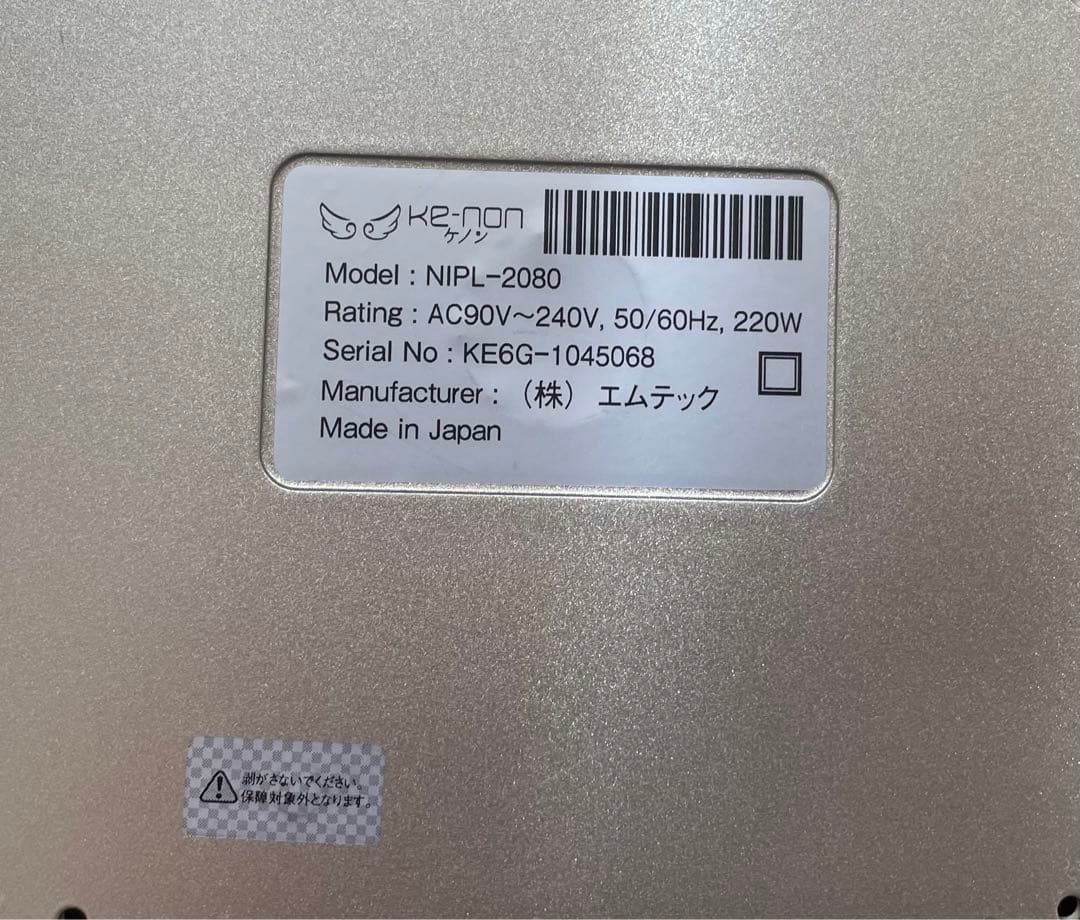 ke-non
ケノン
Model : NIPL-2080
Rating : AC90V～240V, 50/60Hz, 220W
Serial No : KE6G-1045068
Manufacturer : （株） エムテック
Made in Japan
剥がさないでください。
保障対象外となります。